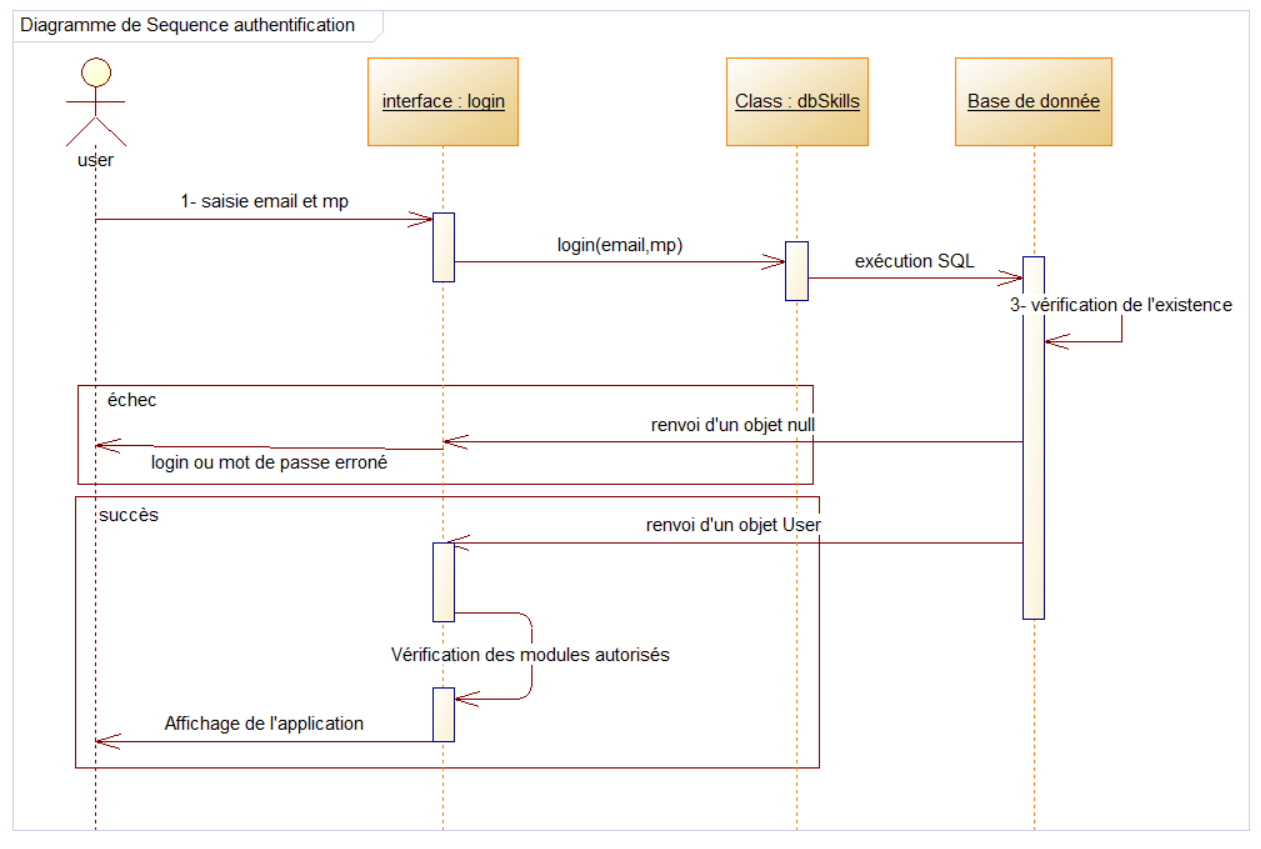 Diagramme de Sequence authentification
user
interface : login
Class : dbSkills
Base de donnée
1- saisie email et mp
login(email,mp)
exécution SQL
3- vérification de l'existence
échec
renvoi d'un objet null
login ou mot de passe erroné
succès
renvoi d'un objet User
Vérification des modules autorisés
Affichage de l'application